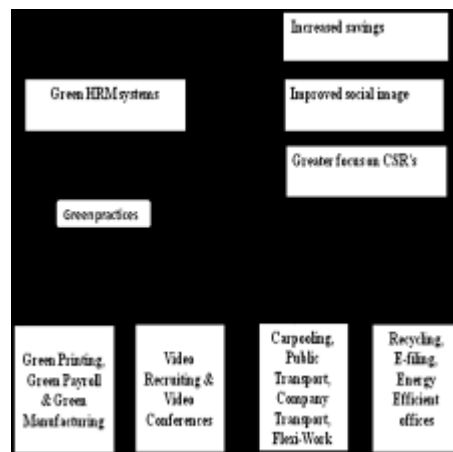 Increased savings
Green HRM systems
Improved social image
Greater focus on CSR's
Green practices
Green Printing,
Green Payroll
& Green
Manufacturing
Video
Recruiting &
Video
Conferences
Carpooling,
Public
Transport,
Company
Transport,
Flexi-Work
Recycling,
E-filing,
Energy
Efficient
offices